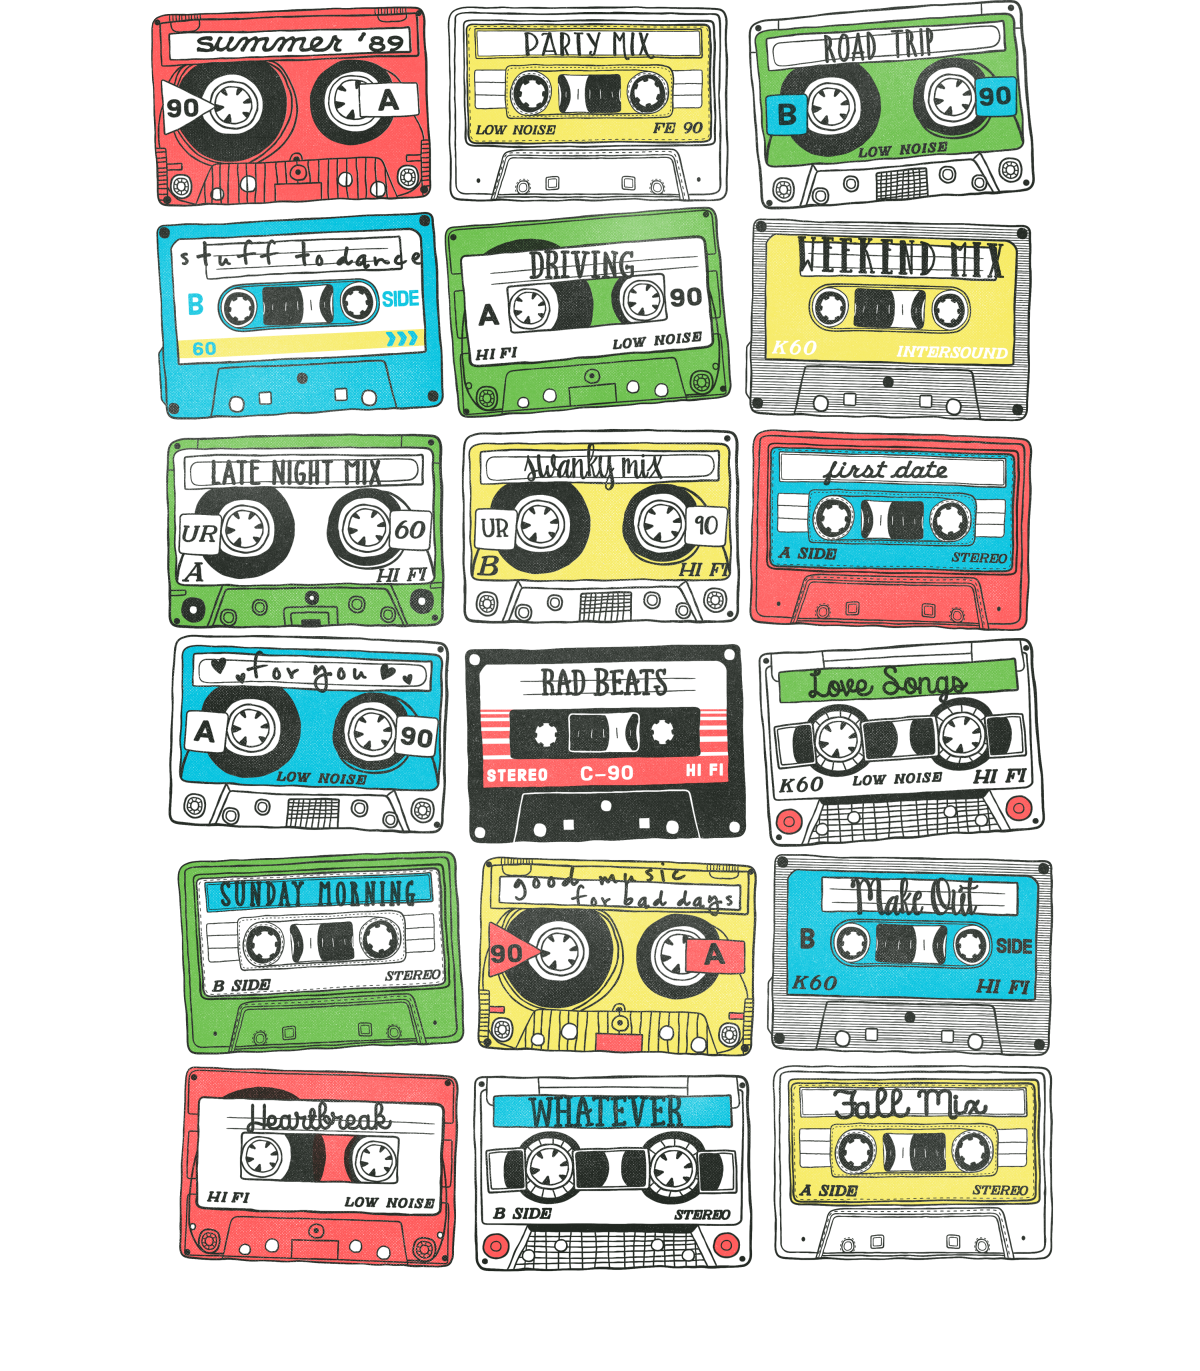 summer '89
90
A
PARTY MIX
LOW NOISE
FE 90
ROAD TRIP
B
90
LOW NOISE
stuff to dance
B
SIDE
60
DRIVING
A
90
HI FI
LOW NOISE
WEEKEND MIX
K60
INTERSOUND
LATE NIGHT MIX
UR
60
A
HI FI
swanky mix
UR
90
B
HI FI
first date
A SIDE
STEREO
for you
A
90
LOW NOISE
RAD BEATS
STEREO
C-90
HI FI
Love Songs
K60
LOW NOISE
HI FI
SUNDAY MORNING
B SIDE
STEREO
good music
for bad days
90
A
Make Out
B
SIDE
K60
HI FI
Heartbreak
HI FI
LOW NOISE
WHATEVER
B SIDE
STEREO
Fall Mix
A SIDE
STEREO